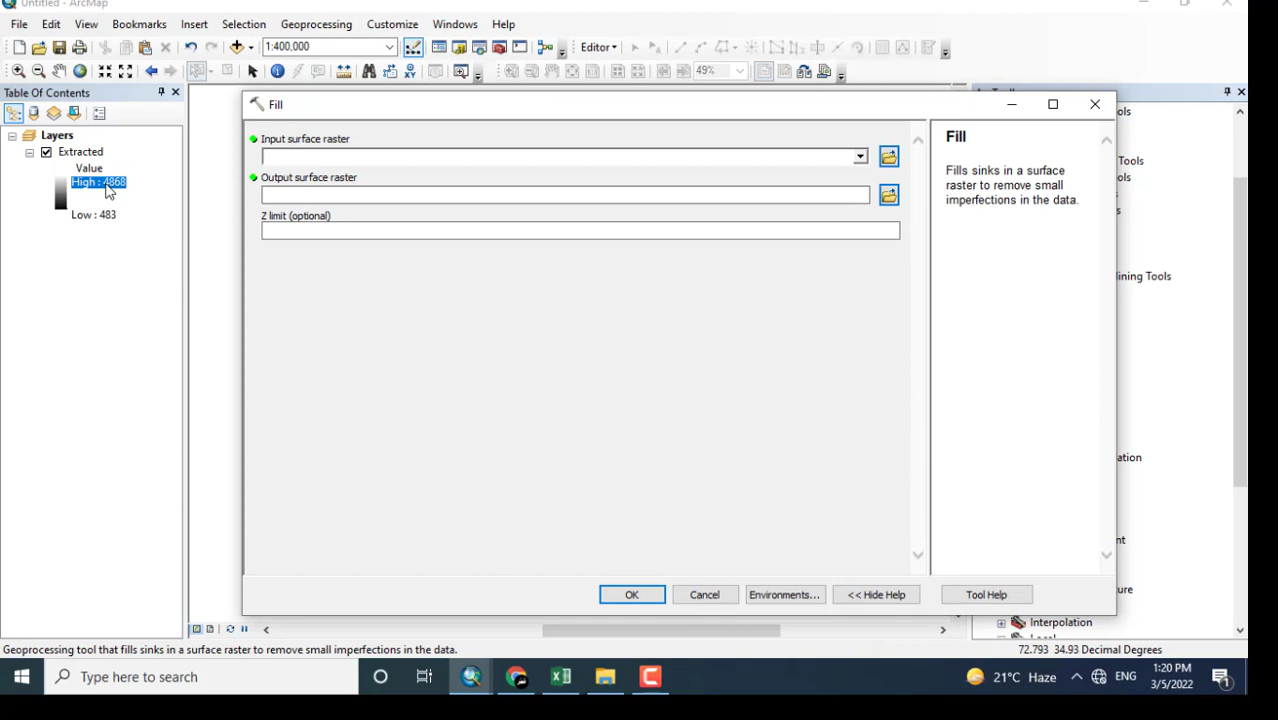 Untitled - ArcMap
File Edit View Bookmarks Insert Selection Geoprocessing Customize Windows Help
1:400,000
Editor
49%
Table Of Contents
Layers
Extracted
Value
High : 4868
Low : 483
Fill
Input surface raster
Output surface raster
Z limit (optional)
OK
Cancel
Environments...
<< Hide Help
Tool Help
Fill
Fills sinks in a surface
raster to remove small
imperfections in the data.
ts
Tools
ls
ining Tools
ation
nt
ure
Interpolation
Geoprocessing tool that fills sinks in a surface raster to remove small imperfections in the data.
72.793 34.93 Decimal Degrees
Type here to search
21°C Haze
ENG
1:20 PM
3/5/2022
1